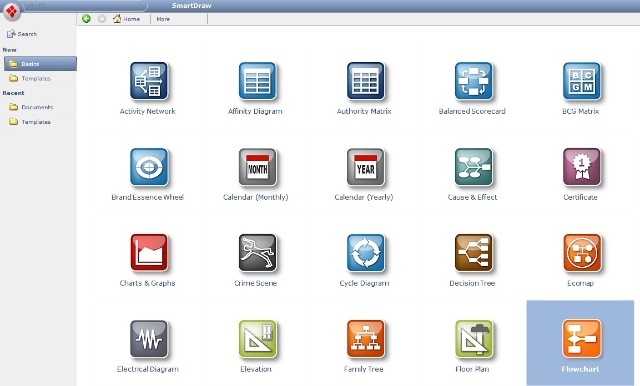 SmartDraw
Home More
Search
New
Basics
Templates
Recent
Documents
Templates
Activity Network
Affinity Diagram
Authority Matrix
Balanced Scorecard
B C
G M
BCG Matrix
Brand Essence Wheel
MONTH
Calendar (Monthly)
YEAR
Calendar (Yearly)
Cause & Effect
1
Certificate
Charts & Graphs
Crime Scene
Cycle Diagram
Decision Tree
Ecomap
Electrical Diagram
Elevation
Family Tree
Floor Plan
Flowchart